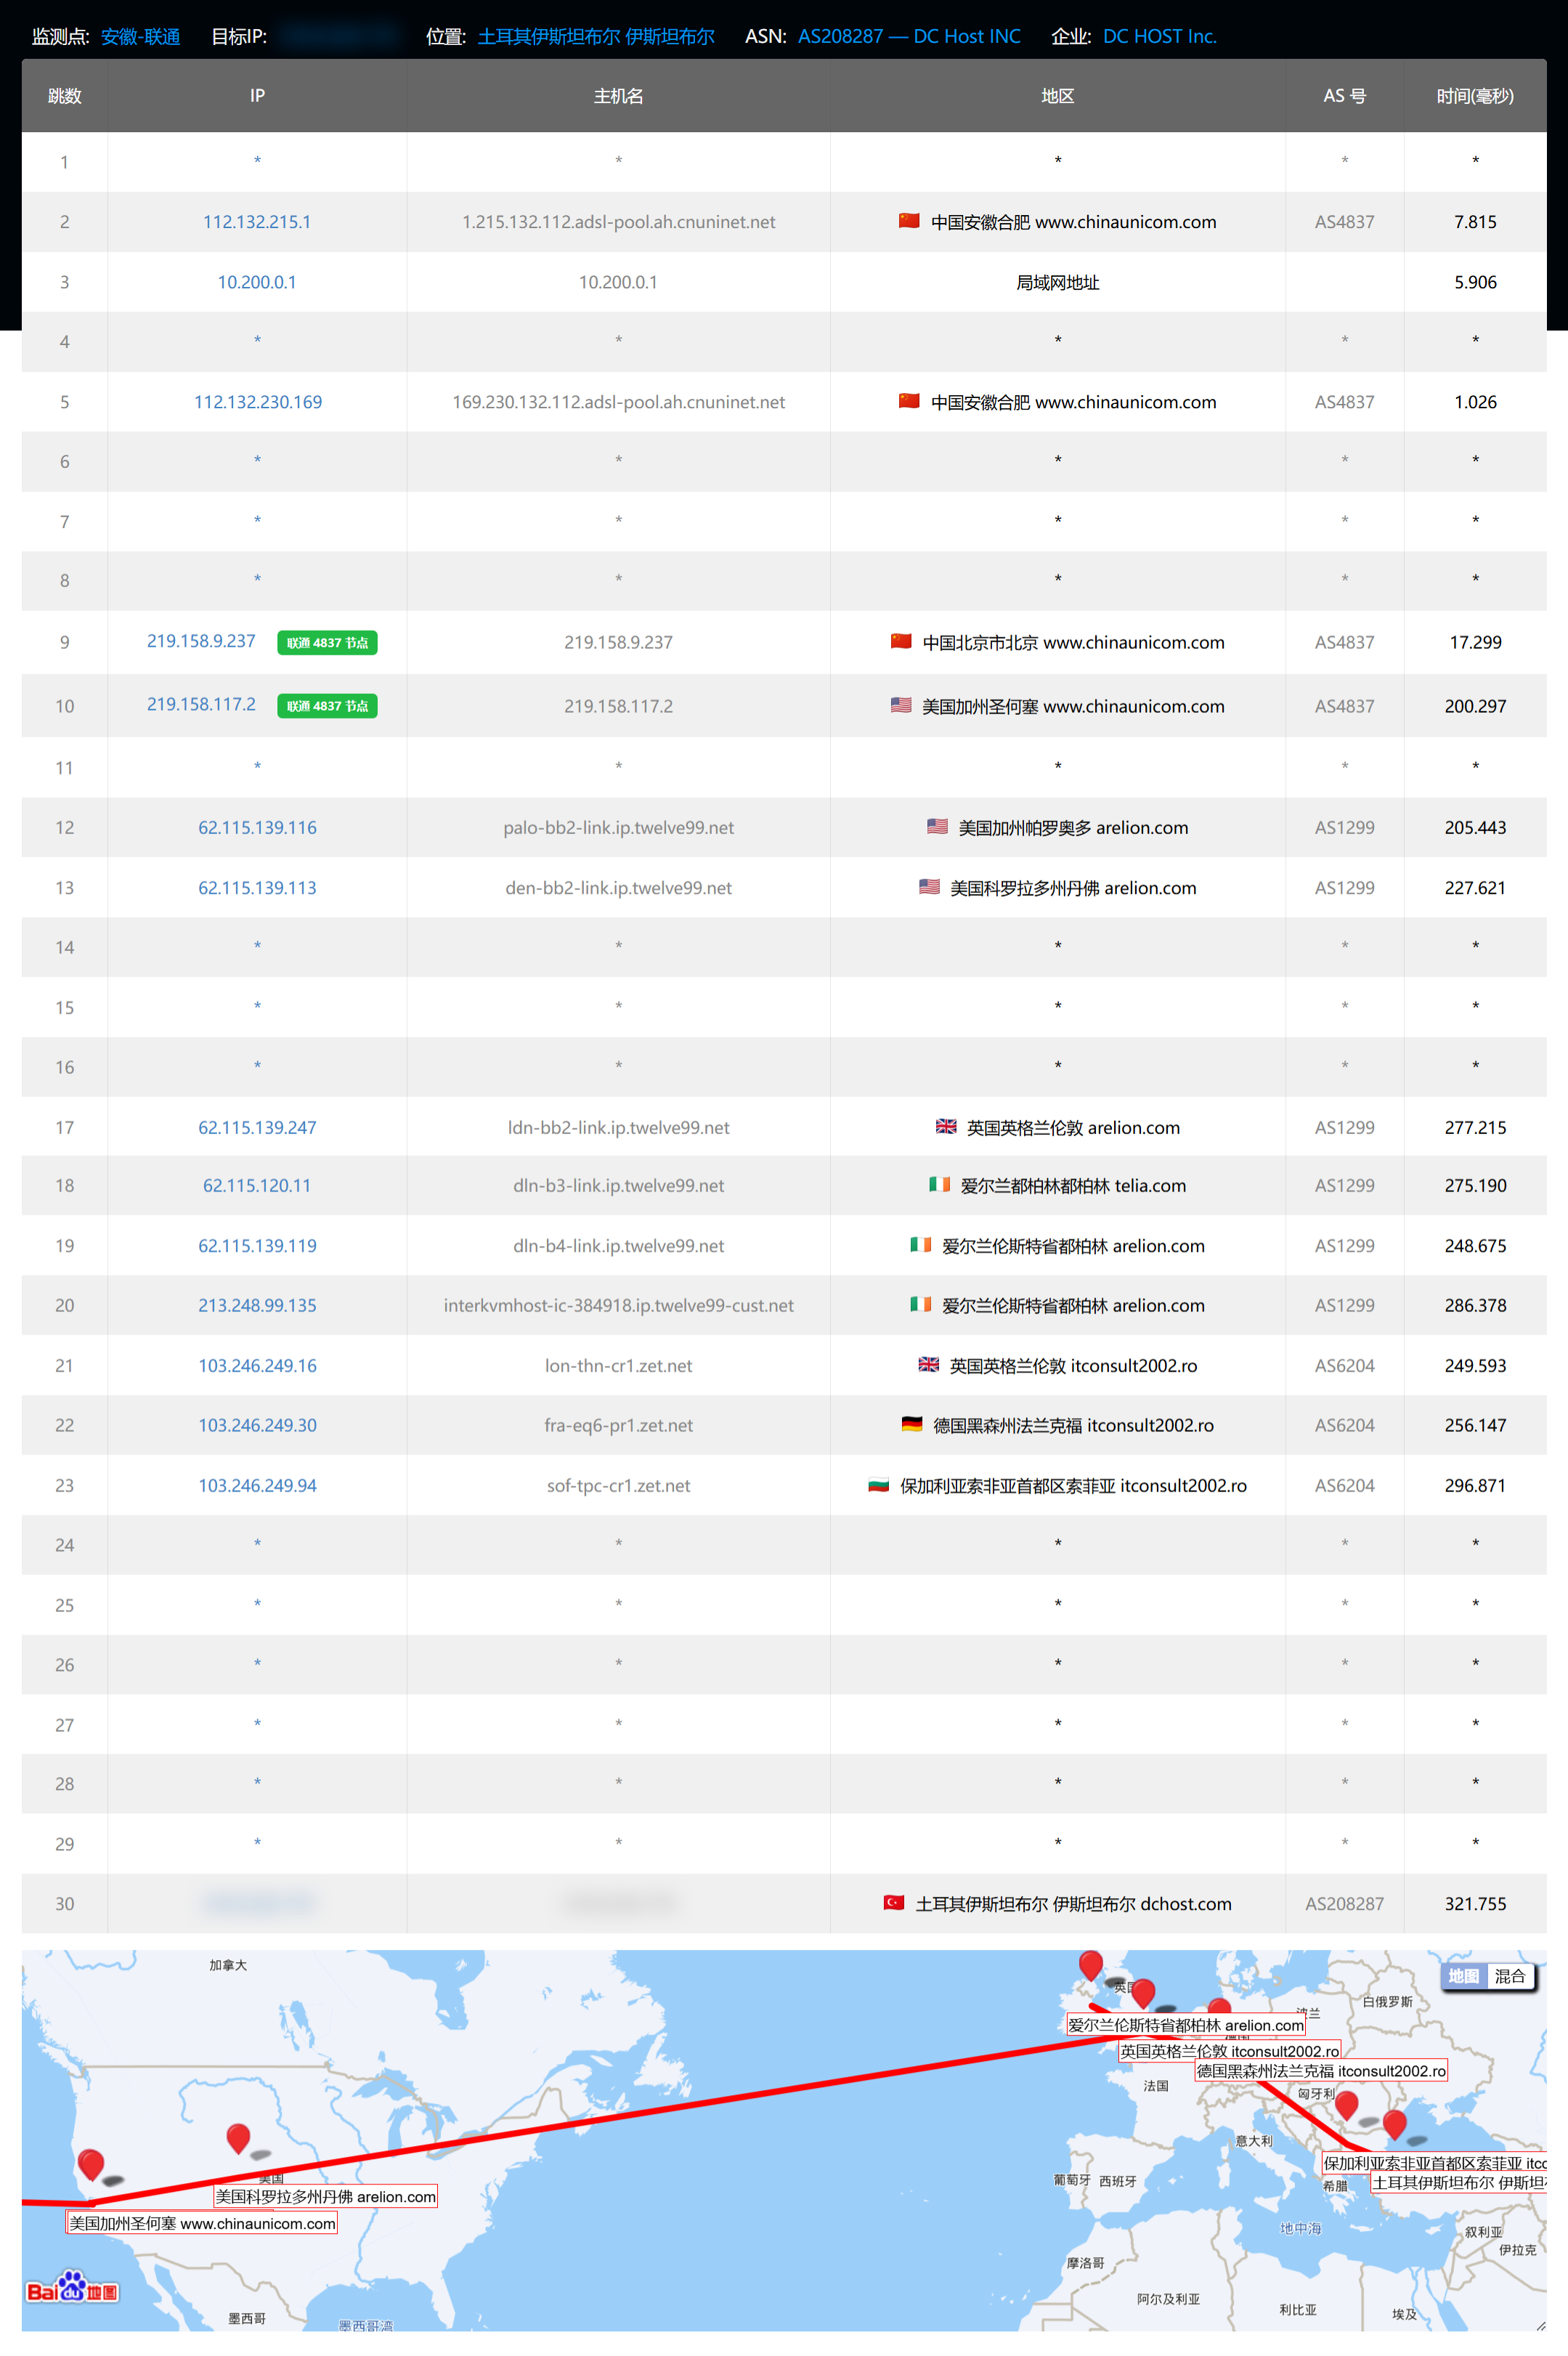 监测点: 安徽-联通 目标IP: 位置: 土耳其伊斯坦布尔 伊斯坦布尔 ASN: AS208287 — DC Host INC 企业: DC HOST Inc.
跳数 IP 主机名 地区 AS 号 时间(毫秒)
1 * * * * *
2 112.132.215.1 1.215.132.112.adsl-pool.ah.cnuninet.net 中国安徽合肥 www.chinaunicom.com AS4837 7.815
3 10.200.0.1 10.200.0.1 局域网地址 5.906
4 * * * * *
5 112.132.230.169 169.230.132.112.adsl-pool.ah.cnuninet.net 中国安徽合肥 www.chinaunicom.com AS4837 1.026
6 * * * * *
7 * * * * *
8 * * * * *
9 219.158.9.237 联通 4837 节点 219.158.9.237 中国北京市北京 www.chinaunicom.com AS4837 17.299
10 219.158.117.2 联通 4837 节点 219.158.117.2 美国加州圣何塞 www.chinaunicom.com AS4837 200.297
11 * * * * *
12 62.115.139.116 palo-bb2-link.ip.twelve99.net 美国加州帕罗奥多 arelion.com AS1299 205.443
13 62.115.139.113 den-bb2-link.ip.twelve99.net 美国科罗拉多州丹佛 arelion.com AS1299 227.621
14 * * * * *
15 * * * * *
16 * * * * *
17 62.115.139.247 ldn-bb2-link.ip.twelve99.net 英国英格兰伦敦 arelion.com AS1299 277.215
18 62.115.120.11 dln-b3-link.ip.twelve99.net 爱尔兰都柏林都柏林 telia.com AS1299 275.190
19 62.115.139.119 dln-b4-link.ip.twelve99.net 爱尔兰伦斯特省都柏林 arelion.com AS1299 248.675
20 213.248.99.135 interkvmhost-ic-384918.ip.twelve99-cust.net 爱尔兰伦斯特省都柏林 arelion.com AS1299 286.378
21 103.246.249.16 lon-thn-cr1.zet.net 英国英格兰伦敦 itconsult2002.ro AS6204 249.593
22 103.246.249.30 fra-eq6-pr1.zet.net 德国黑森州法兰克福 itconsult2002.ro AS6204 256.147
23 103.246.249.94 sof-tpc-cr1.zet.net 保加利亚索非亚首都区索菲亚 itconsult2002.ro AS6204 296.871
24 * * * * *
25 * * * * *
26 * * * * *
27 * * * * *
28 * * * * *
29 * * * * *
30 土耳其伊斯坦布尔 伊斯坦布尔 dchost.com AS208287 321.755
加拿大
地图 混合
英国
白俄罗斯
波兰
爱尔兰伦斯特省都柏林 arelion.com
德国
英国英格兰伦敦 itconsult2002.ro
德国黑森州法兰克福 itconsult2002.ro
法国
匈牙利
意大利
保加利亚索非亚首都区索菲亚 itc
美国
葡萄牙 西班牙
土耳其伊斯坦布尔 伊斯坦
希腊
美国科罗拉多州丹佛 arelion.com
美国加州圣何塞 www.chinaunicom.com
地中海
叙利亚
伊拉克
摩洛哥
Bai du 地图
阿尔及利亚
利比亚
埃及
墨西哥
墨西哥湾